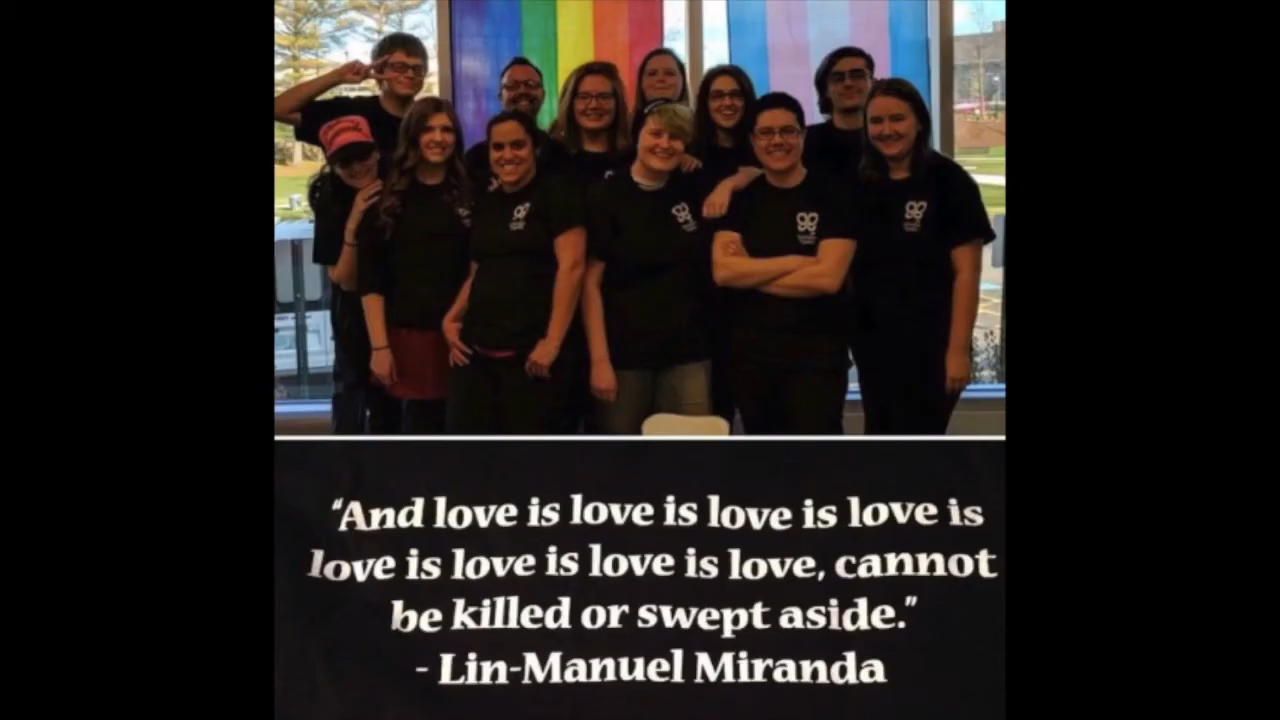 “And love is love is love is love is
love is love is love is love, cannot
be killed or swept aside.”
- Lin-Manuel Miranda